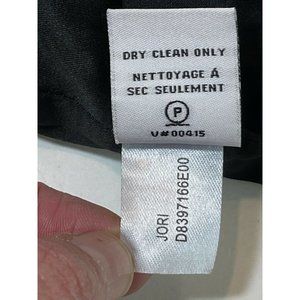 DRY CLEAN ONLY
NETTOYAGE Á
SEC SEULEMENT
P
V#00415
JORI
D8397166E00